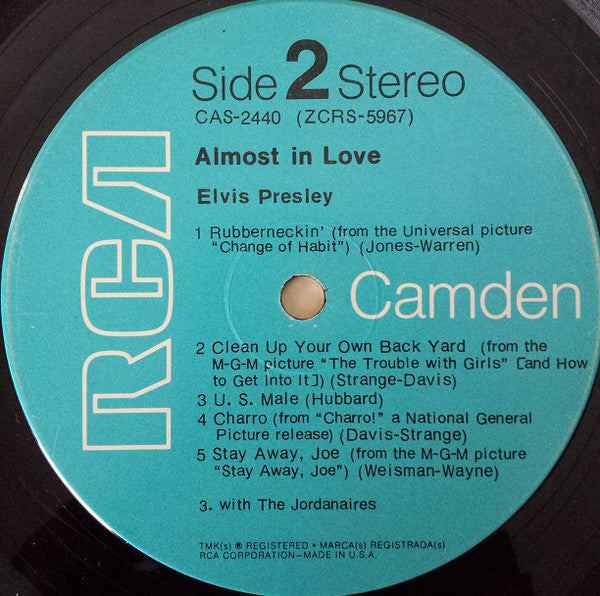 Side 2 Stereo
CAS-2440 (ZCRS-5967)
Almost in Love
Elvis Presley
1 Rubberneckin' (from the Universal picture
"Change of Habit") (Jones-Warren)
RCA
Camden
2 Clean Up Your Own Back Yard (from the
M-G-M picture "The Trouble with Girls" [and How
to Get Into It]) (Strange-Davis)
3 U. S. Male (Hubbard)
4 Charro (from "Charro!" a National General
Picture release) (Davis-Strange)
5 Stay Away, Joe (from the M-G-M picture
"Stay Away, Joe") (Weisman-Wayne)
3. with The Jordanaires
TMK(s) ® REGISTERED • MARCA(s) REGISTRADA(s)
RCA CORPORATION—MADE IN U.S.A.